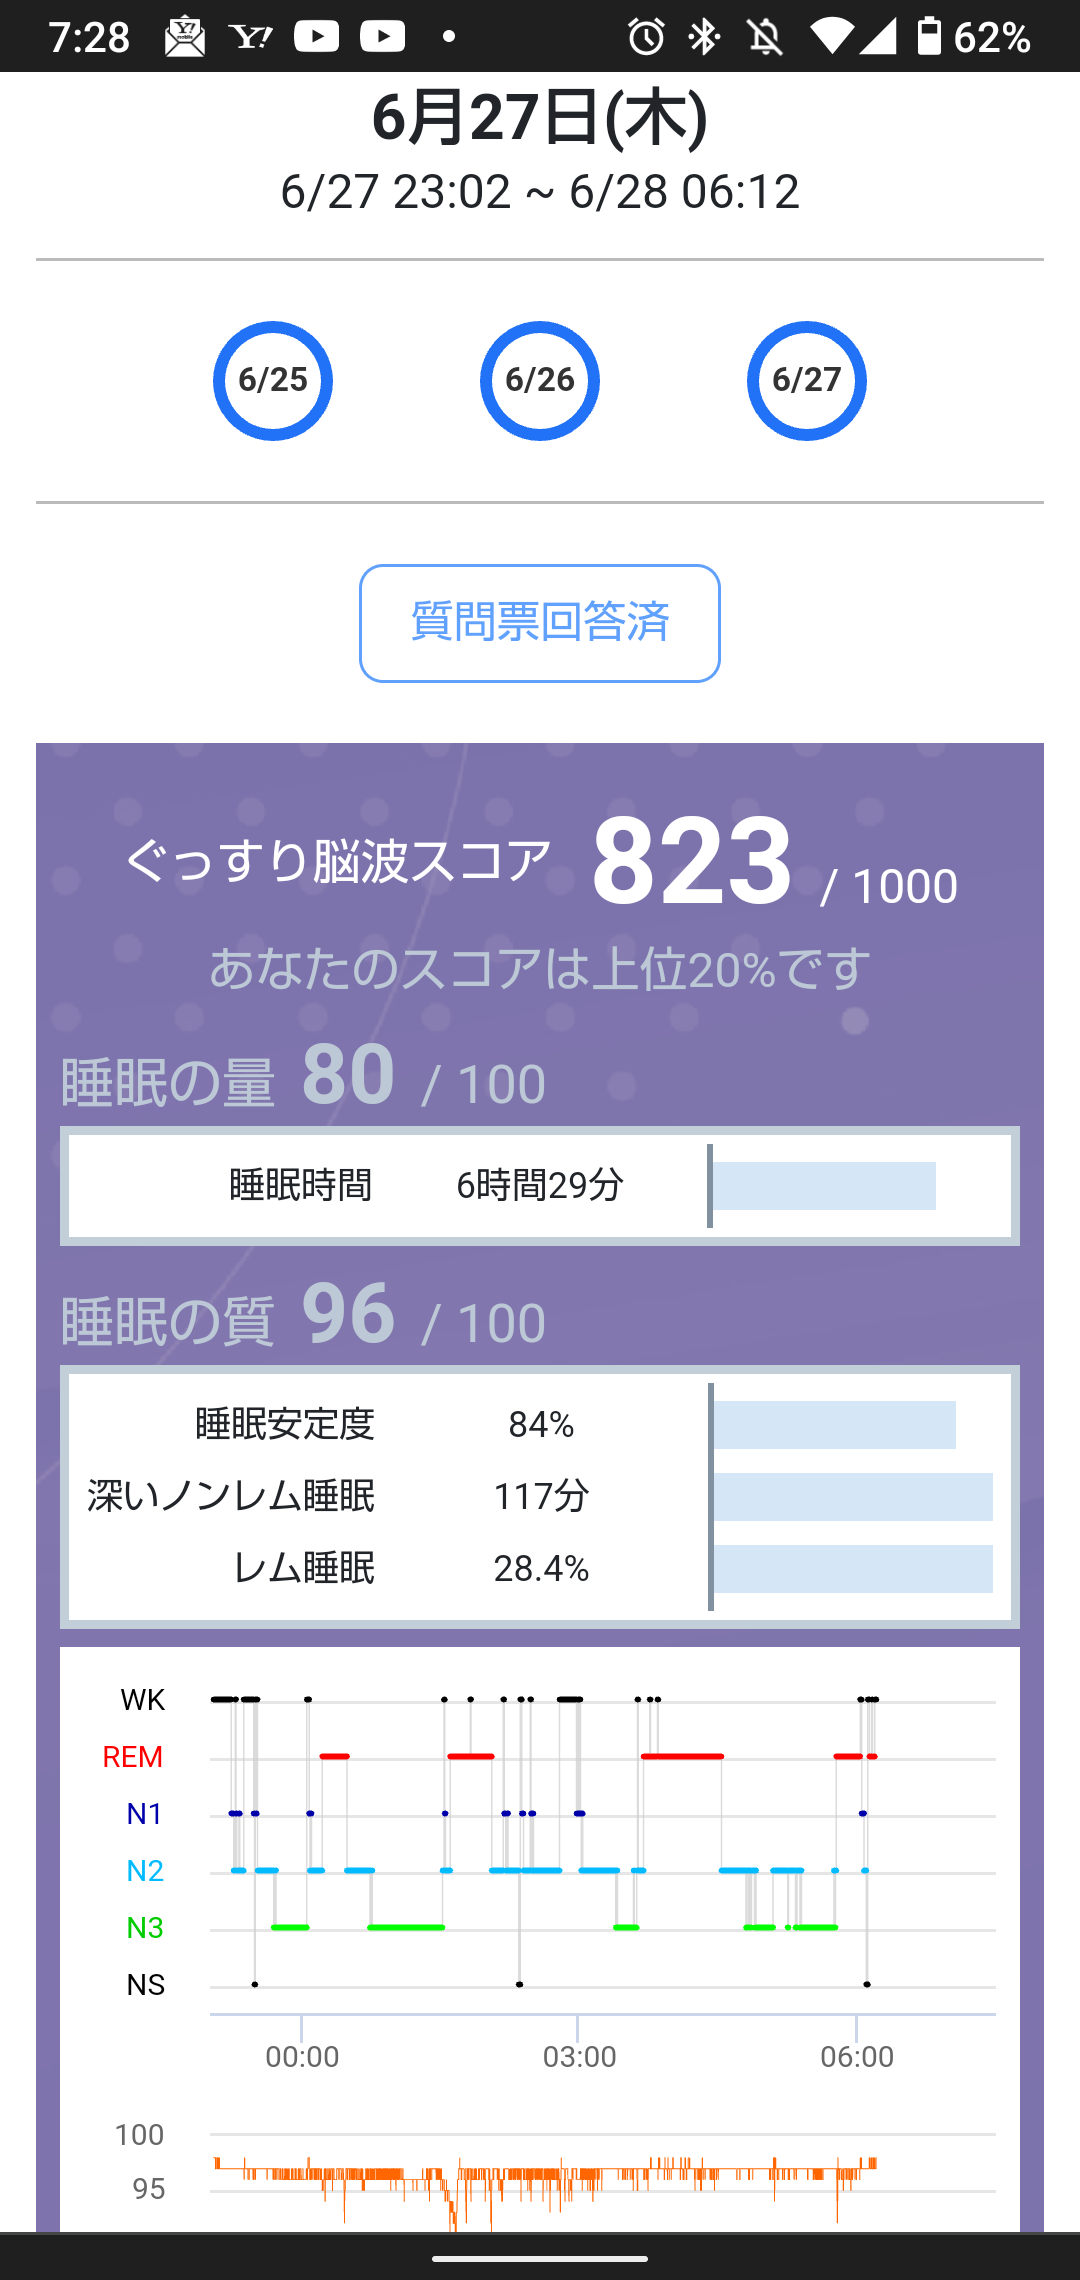 7:28
62%
6月27日(木)
6/27 23:02 ~ 6/28 06:12
6/25 6/26 6/27
質問票回答済
ぐっすり脳波スコア 823 / 1000
あなたのスコアは上位20%です
睡眠の量 80 / 100
睡眠時間 6時間29分
睡眠の質 96 / 100
睡眠安定度 84%
深いノンレム睡眠 117分
レム睡眠 28.4%
WK
REM
N1
N2
N3
NS
00:00 03:00 06:00
100
95